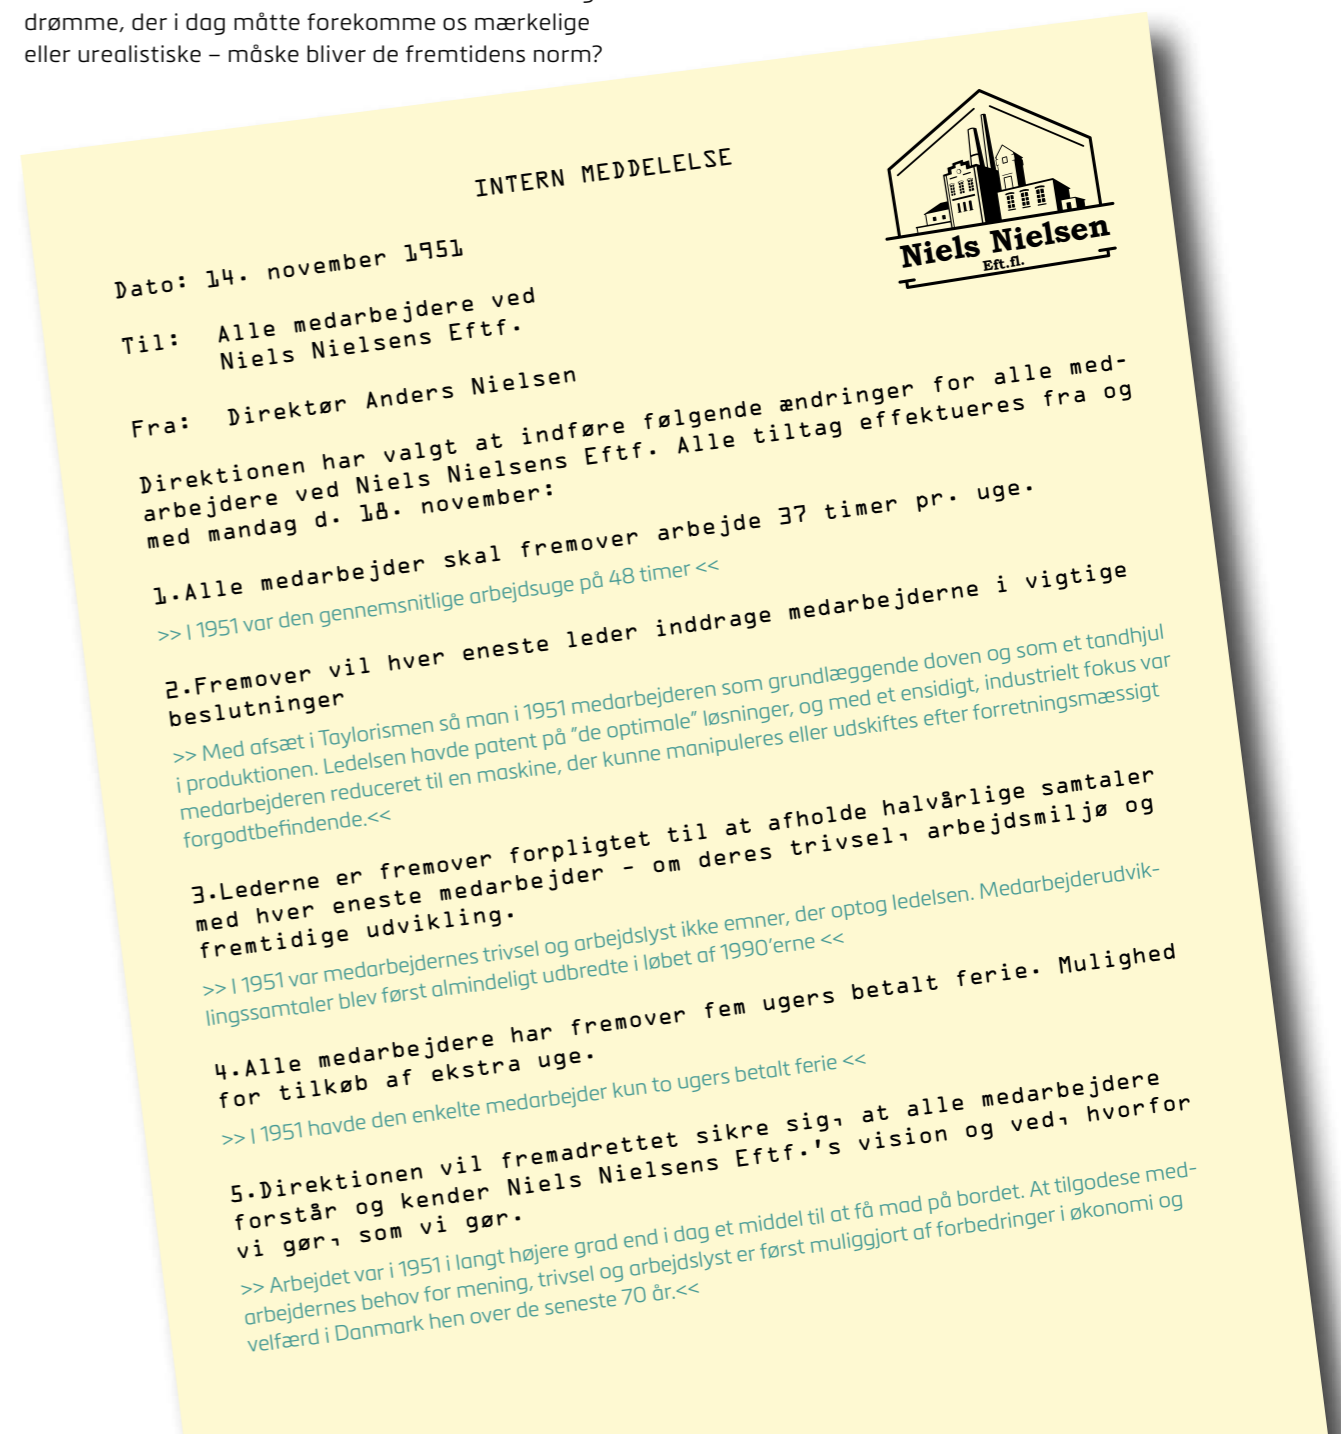 drømme, der i dag måtte forekomme os mærkelige
eller urealistiske – måske bliver de fremtidens norm?
INTERN MEDDELELSE
Niels Nielsen
Eft.fl.
Dato: 14. november 1951
Til: Alle medarbejdere ved
Niels Nielsens Eftf.
Fra: Direktør Anders Nielsen
Direktionen har valgt at indføre følgende ændringer for alle med-
arbejdere ved Niels Nielsens Eftf. Alle tiltag effektueres fra og
med mandag d. 18. november:
1.Alle medarbejder skal fremover arbejde 37 timer pr. uge.
>> I 1951 var den gennemsnitlige arbejdsuge på 48 timer <<
2.Fremover vil hver eneste leder inddrage medarbejderne i vigtige
beslutninger
>> Med afsæt i Taylorismen så man i 1951 medarbejderen som grundlæggende doven og som et tandhjul
i produktionen. Ledelsen havde patent på ”de optimale” løsninger, og med et ensidigt, industrielt fokus var
medarbejderen reduceret til en maskine, der kunne manipuleres eller udskiftes efter forretningsmæssigt
forgodtbefindende.<<
3.Lederne er fremover forpligtet til at afholde halvårlige samtaler
med hver eneste medarbejder - om deres trivsel, arbejdsmiljø og
fremtidige udvikling.
>> I 1951 var medarbejdernes trivsel og arbejdslyst ikke emner, der optog ledelsen. Medarbejderudvik-
lingssamtaler blev først almindeligt udbredte i løbet af 1990’erne <<
4.Alle medarbejdere har fremover fem ugers betalt ferie. Mulighed
for tilkøb af ekstra uge.
>> I 1951 havde den enkelte medarbejder kun to ugers betalt ferie <<
5.Direktionen vil fremadrettet sikre sig, at alle medarbejdere
forstår og kender Niels Nielsens Eftf.'s vision og ved, hvorfor
vi gør, som vi gør.
>> Arbejdet var i 1951 i langt højere grad end i dag et middel til at få mad på bordet. At tilgodese med-
arbejdernes behov for mening, trivsel og arbejdslyst er først muliggjort af forbedringer i økonomi og
velfærd i Danmark hen over de seneste 70 år.<<